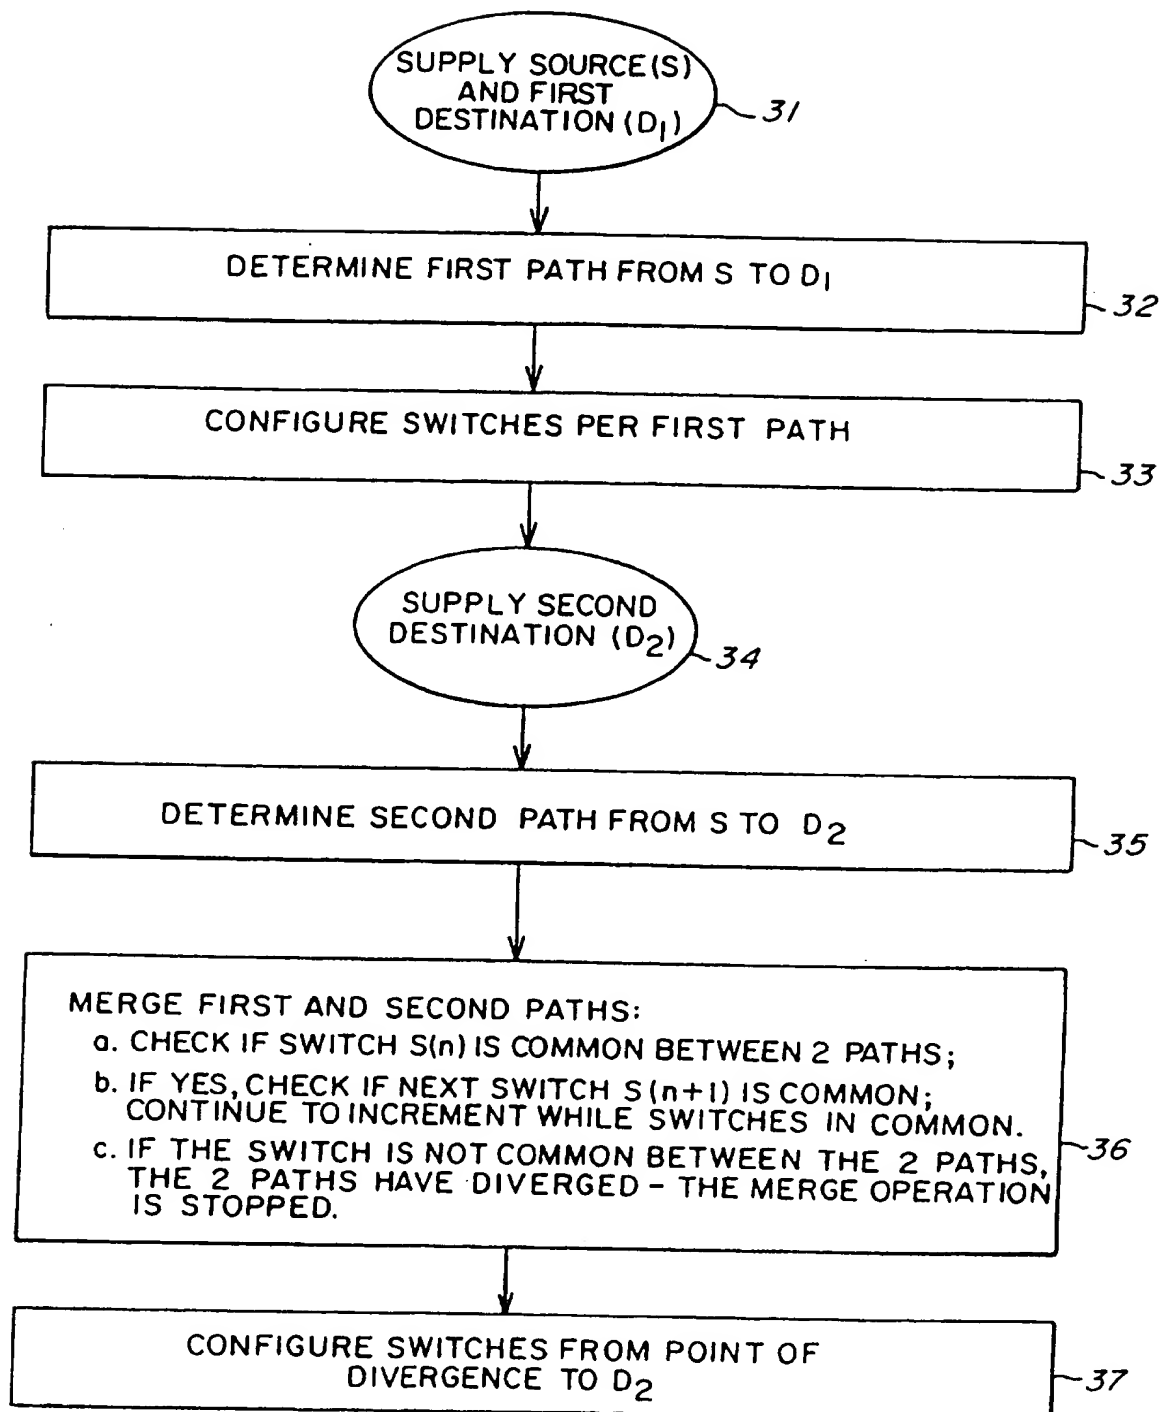 SUPPLY SOURCE(S)
AND FIRST
DESTINATION (D1)
31
DETERMINE FIRST PATH FROM S TO D1
32
CONFIGURE SWITCHES PER FIRST PATH
33
SUPPLY SECOND
DESTINATION (D2)
34
DETERMINE SECOND PATH FROM S TO D2
35
MERGE FIRST AND SECOND PATHS:
a. CHECK IF SWITCH S(n) IS COMMON BETWEEN 2 PATHS;
b. IF YES, CHECK IF NEXT SWITCH S(n+1) IS COMMON;
CONTINUE TO INCREMENT WHILE SWITCHES IN COMMON.
c. IF THE SWITCH IS NOT COMMON BETWEEN THE 2 PATHS,
THE 2 PATHS HAVE DIVERGED - THE MERGE OPERATION
IS STOPPED.
36
CONFIGURE SWITCHES FROM POINT OF
DIVERGENCE TO D2
37